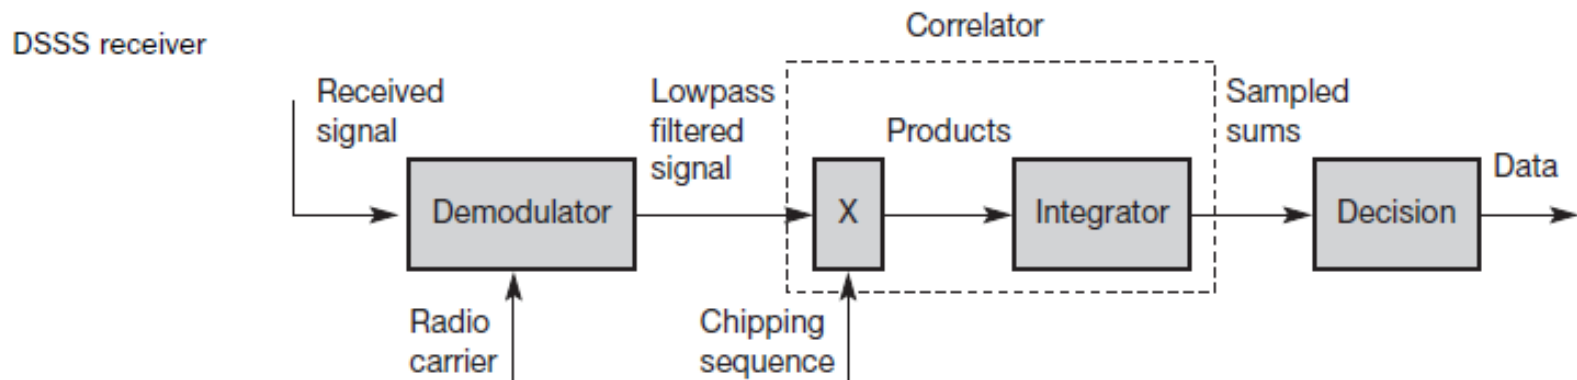 Correlator
DSSS receiver
Received
signal
Lowpass
filtered
signal
Products
Sampled
sums
Data
Demodulator
X
Integrator
Decision
Radio
carrier
Chipping
sequence